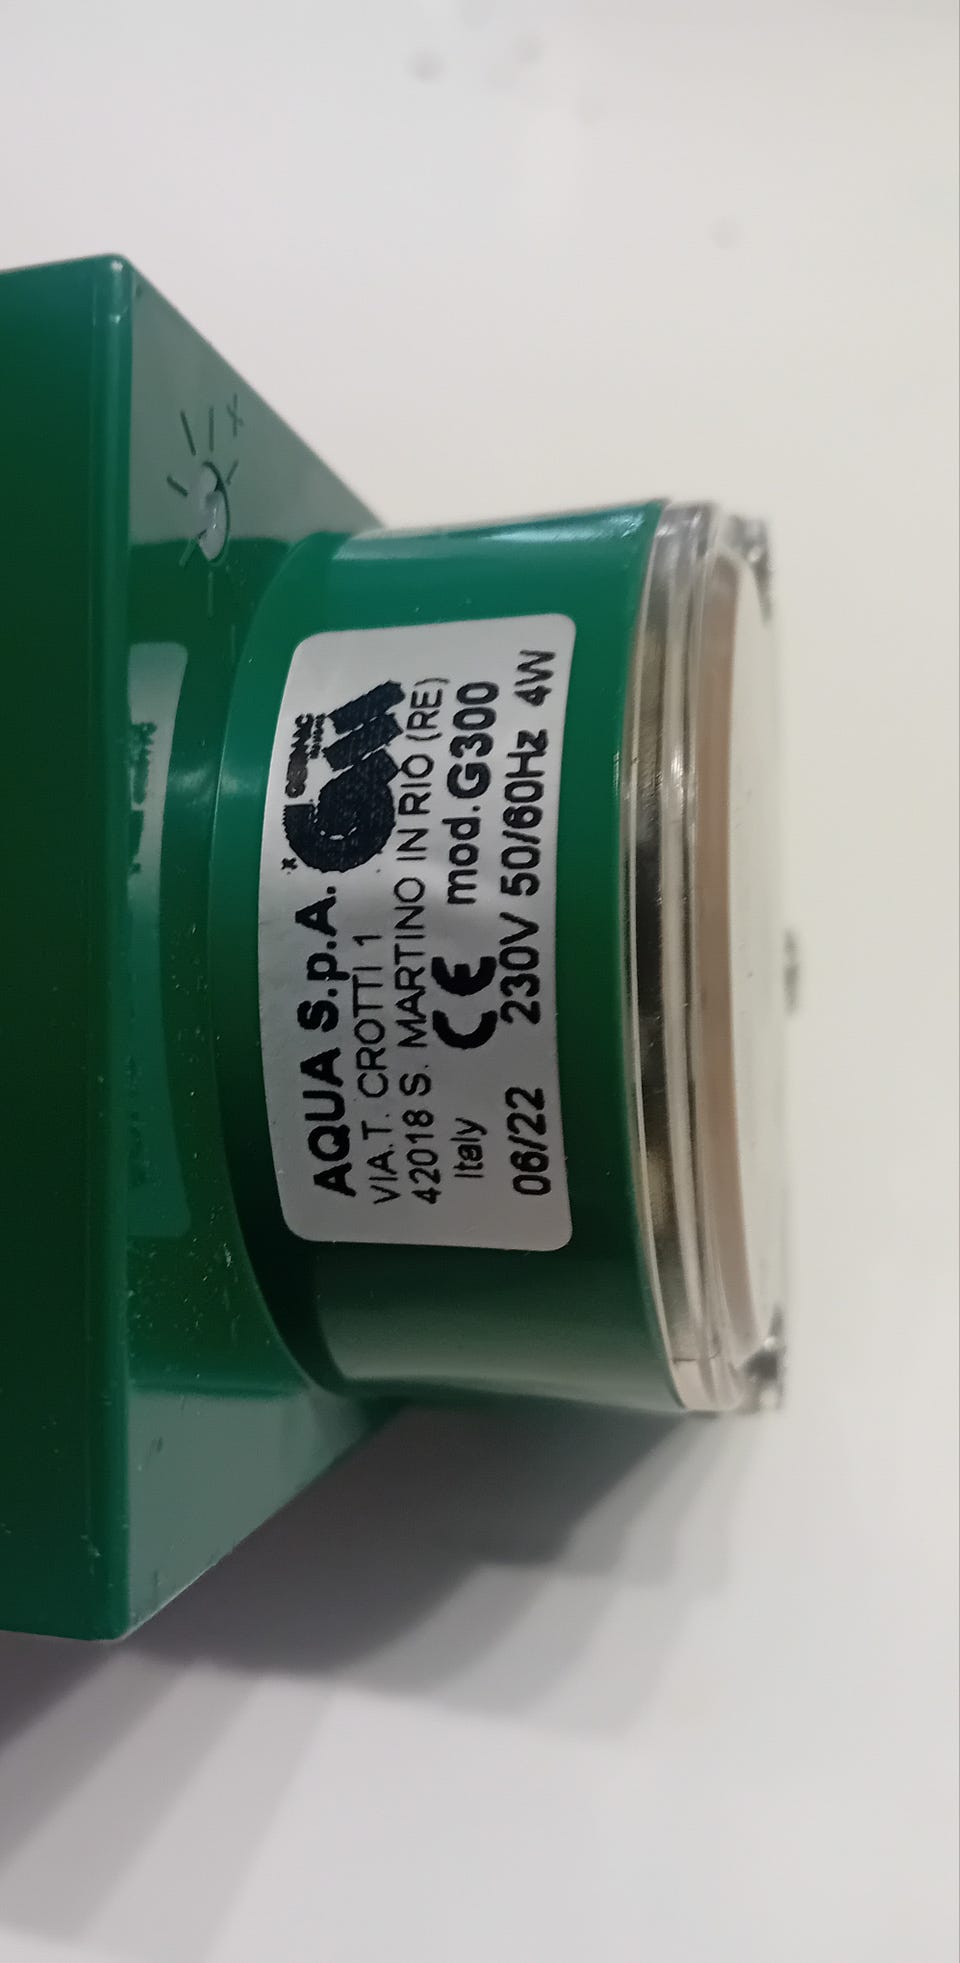 AQUA S.p.A.
VIA.T. CROTTI 1
42018 S. MARTINO IN RIO (RE)
Italy CE mod.G300
06/22 230V 50/60Hz 4W
+